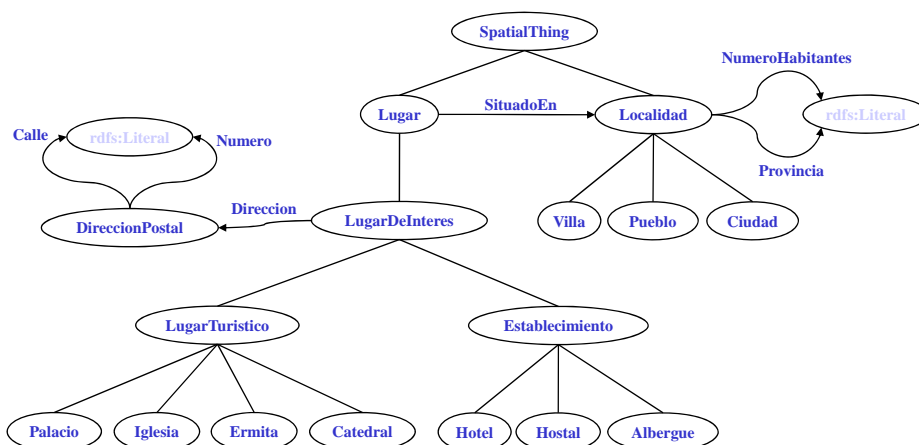 SpatialThing
NumeroHabitantes
Lugar
SituadoEn
Localidad
rdfs:Literal
Calle
rdfs:Literal
Numero
Provincia
Direccion
DireccionPostal
LugarDeInteres
Villa
Pueblo
Ciudad
LugarTuristico
Establecimiento
Palacio
Iglesia
Ermita
Catedral
Hotel
Hostal
Albergue